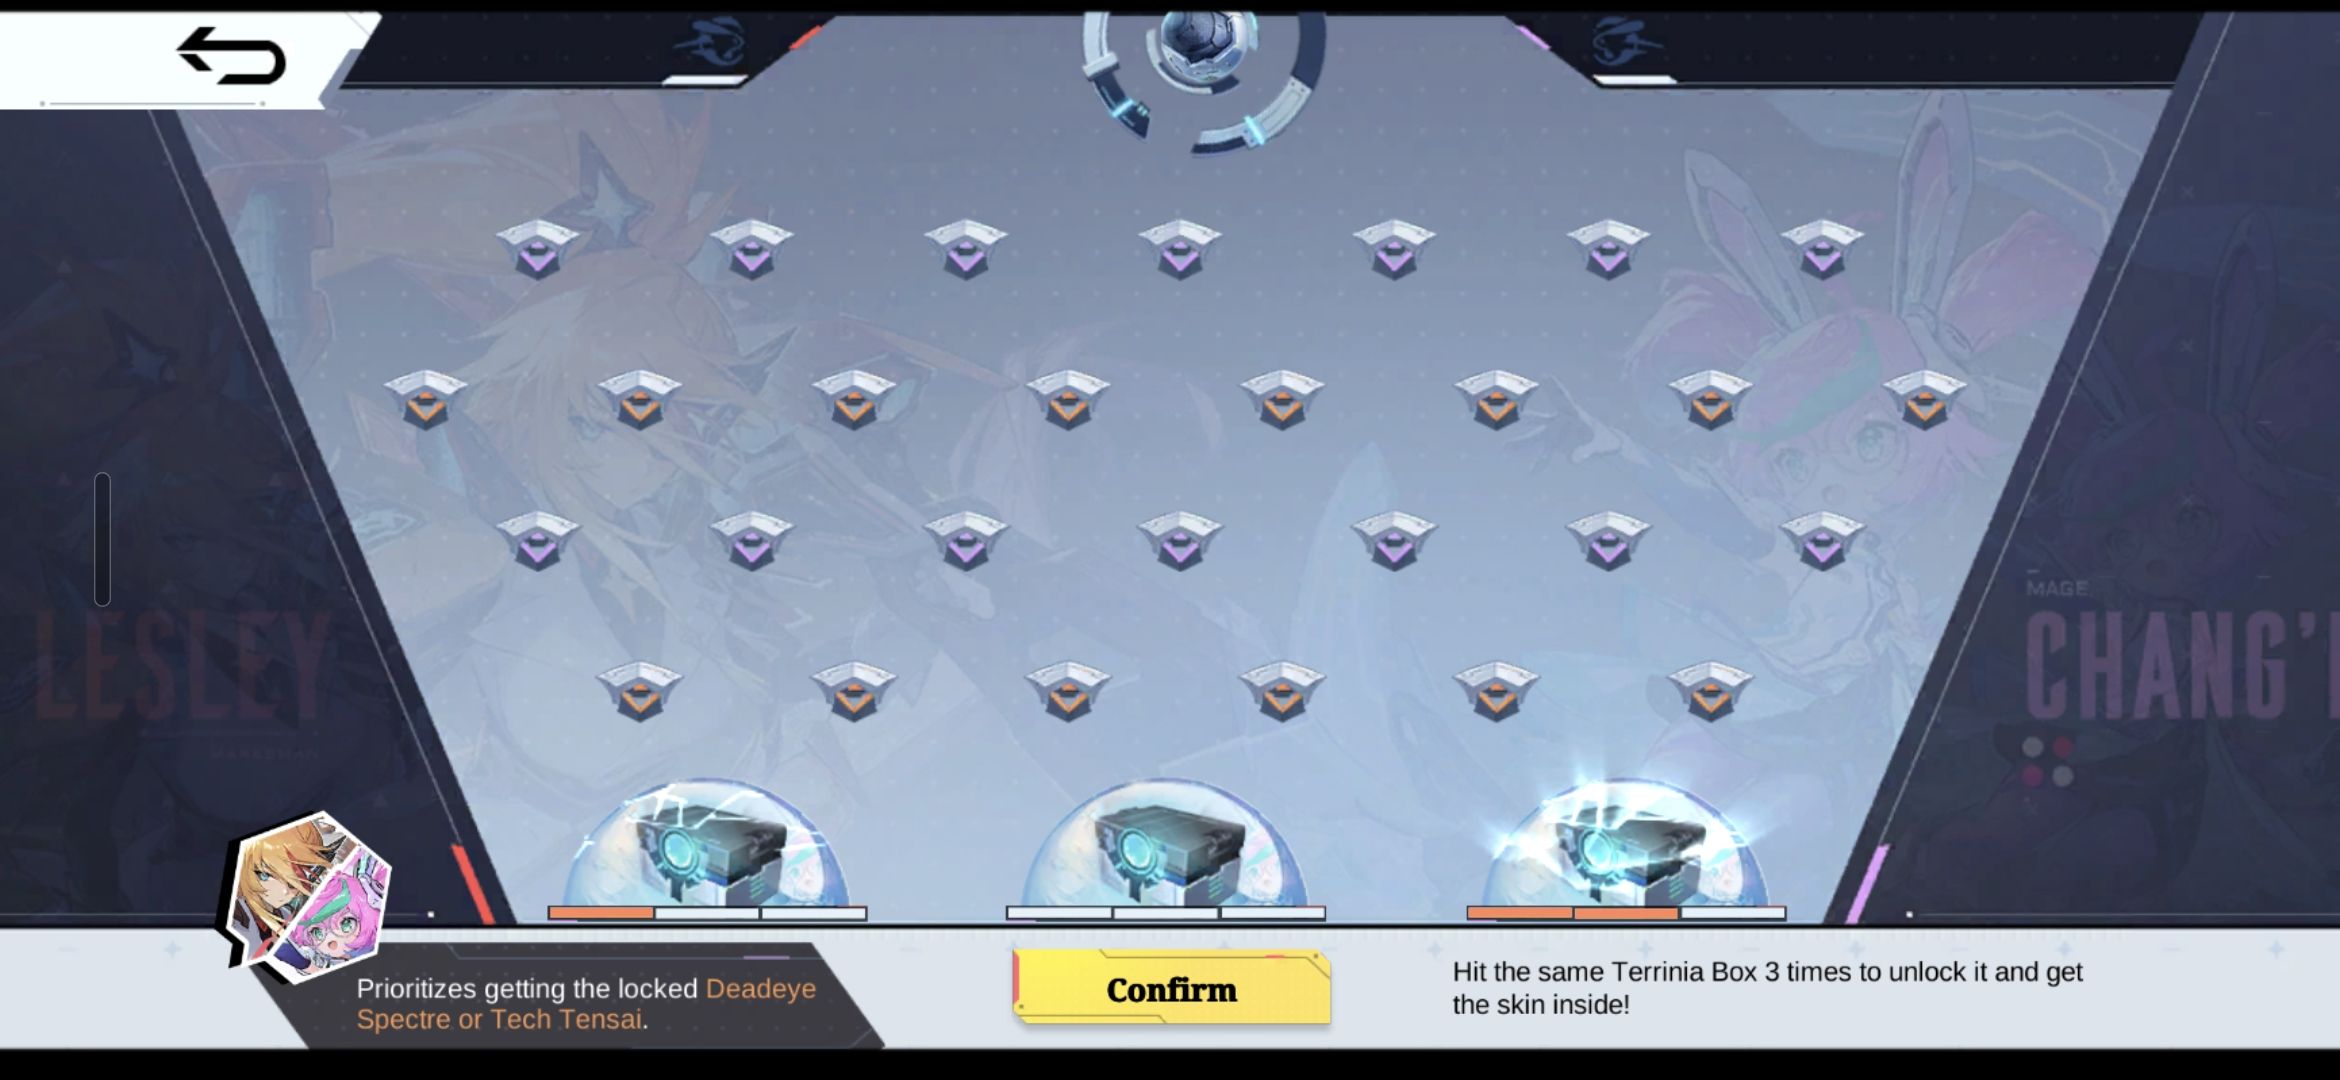 LESLEY
MARKSMAN
MAGE
CHANG'
Prioritizes getting the locked Deadeye
Spectre or Tech Tensai.
Confirm
Hit the same Terrinia Box 3 times to unlock it and get
the skin inside!